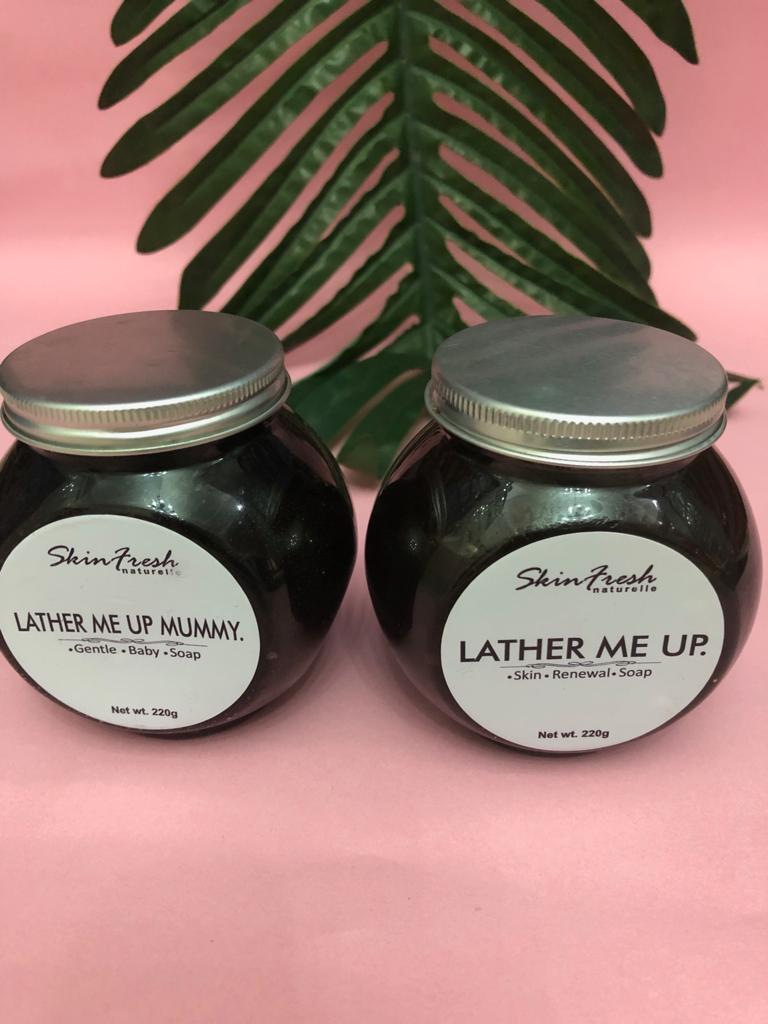 SkinFresh
naturelle
LATHER ME UP MUMMY.
•Gentle •Baby •Soap
Net wt. 220g
SkinFresh
naturelle
LATHER ME UP.
•Skin • Renewal• Soap
Net wt. 220g